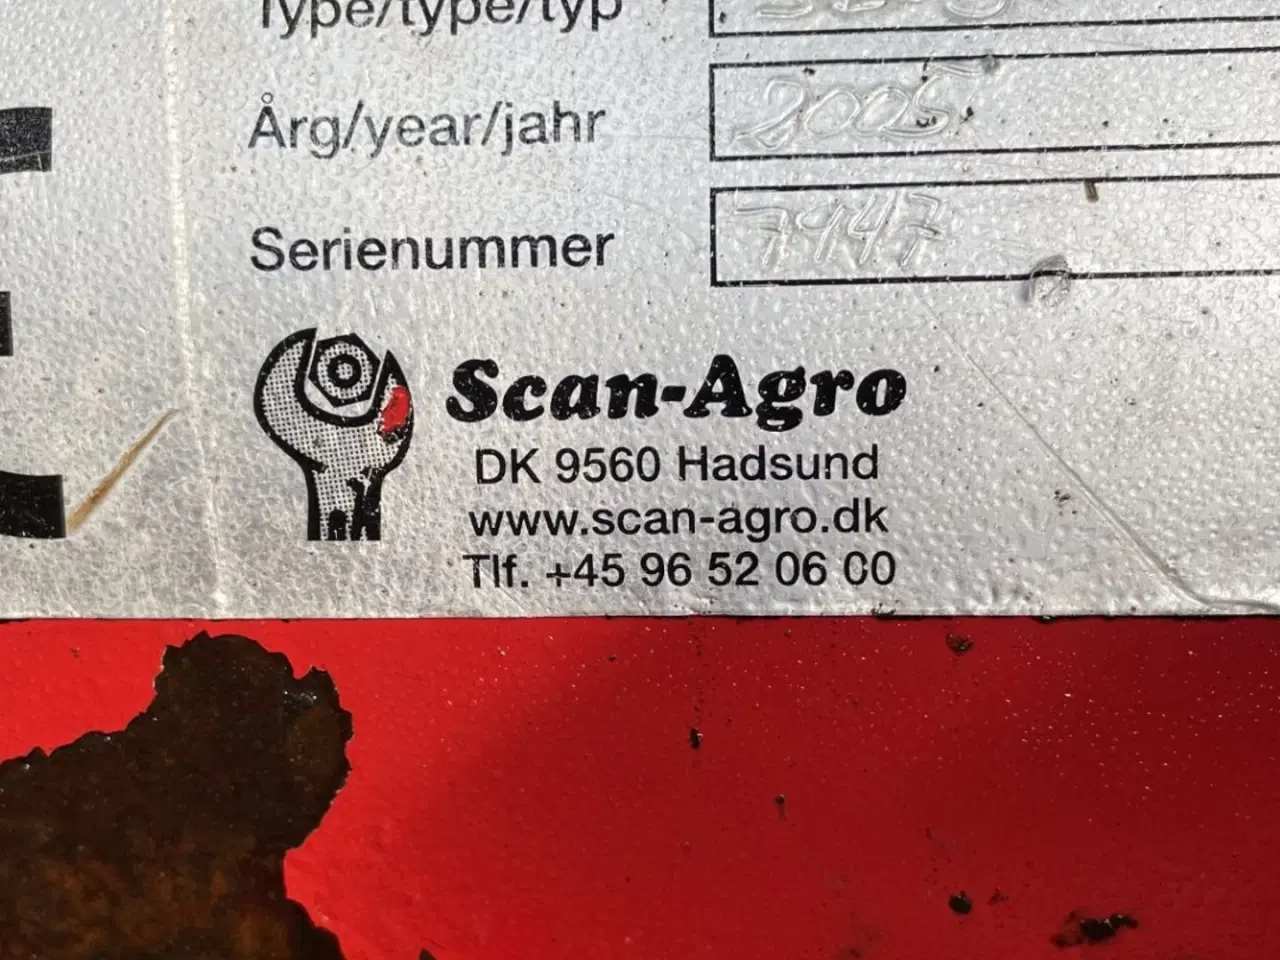 Type/type/typ
Årg/year/jahr 2005
Serienummer 7947
Scan-Agro
DK 9560 Hadsund
www.scan-agro.dk
Tlf. +45 96 52 06 00